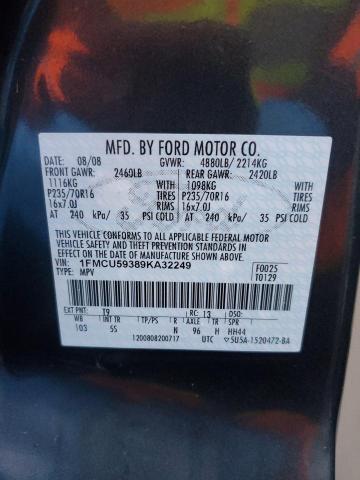 MFD. BY FORD MOTOR CO.
DATE: 08/08 GVWR: 4880LB/ 2214KG
FRONT GAWR: 2460LB REAR GAWR: 2420LB
1116KG 1098KG
P235/70R16 TIRES P235/70R16 TIRES
16x7.0J RIMS 16x7.0J RIMS
AT 240 kPa/ 35 PSI COLD AT 240 kPa/ 35 PSI COLD
THIS VEHICLE CONFORMS TO ALL APPLICABLE FEDERAL MOTOR
VEHICLE SAFETY AND THEFT PREVENTION STANDARDS IN EFFECT ON
THE DATE OF MANUFACTURE SHOWN ABOVE.
VIN: 1FMCU59389KA32249 F0025
TYPE: MPV T0129
EXT PNT: T9 RC: 13 DSO:
WB INT TR TP/PS R AXLE TR SPR
103 5S N 96 H HH44
1200808200717 UTC 5U5A-1520472-BA